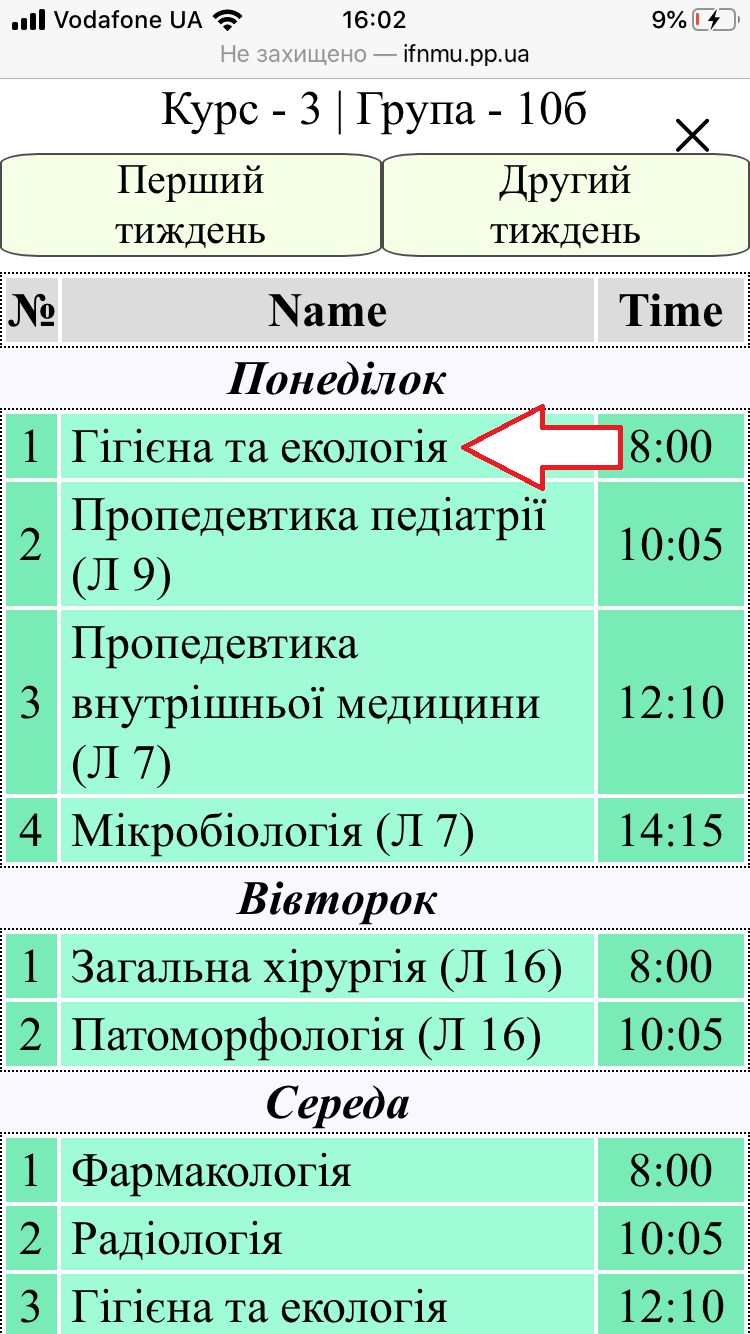 Vodafone UA 16:02 9%
Не захищено — ifnmu.pp.ua
Курс - 3 | Група - 10б
Перший
тиждень
Другий
тиждень
№ Name Time
Понеділок
1 Гігієна та екологія 8:00
2 Пропедевтика педіатрії
(Л 9) 10:05
3 Пропедевтика
внутрішньої медицини
(Л 7) 12:10
4 Мікробіологія (Л 7) 14:15
Вівторок
1 Загальна хірургія (Л 16) 8:00
2 Патоморфологія (Л 16) 10:05
Середа
1 Фармакологія 8:00
2 Радіологія 10:05
3 Гігієна та екологія 12:10